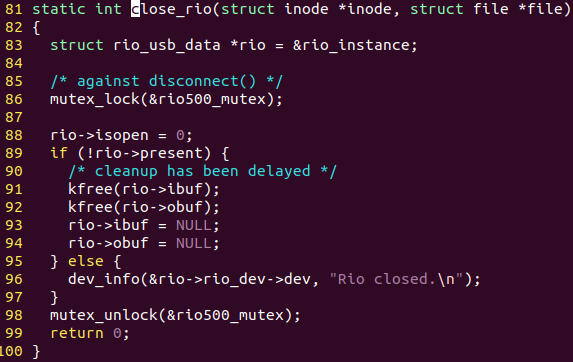 81 static int close_rio(struct inode *inode, struct file *file)
82 {
83   struct rio_usb_data *rio = &rio_instance;
84
85   /* against disconnect() */
86   mutex_lock(&rio500_mutex);
87
88   rio->isopen = 0;
89   if (!rio->present) {
90     /* cleanup has been delayed */
91     kfree(rio->ibuf);
92     kfree(rio->obuf);
93     rio->ibuf = NULL;
94     rio->obuf = NULL;
95   } else {
96     dev_info(&rio->rio_dev->dev, "Rio closed.\n");
97   }
98   mutex_unlock(&rio500_mutex);
99   return 0;
100 }